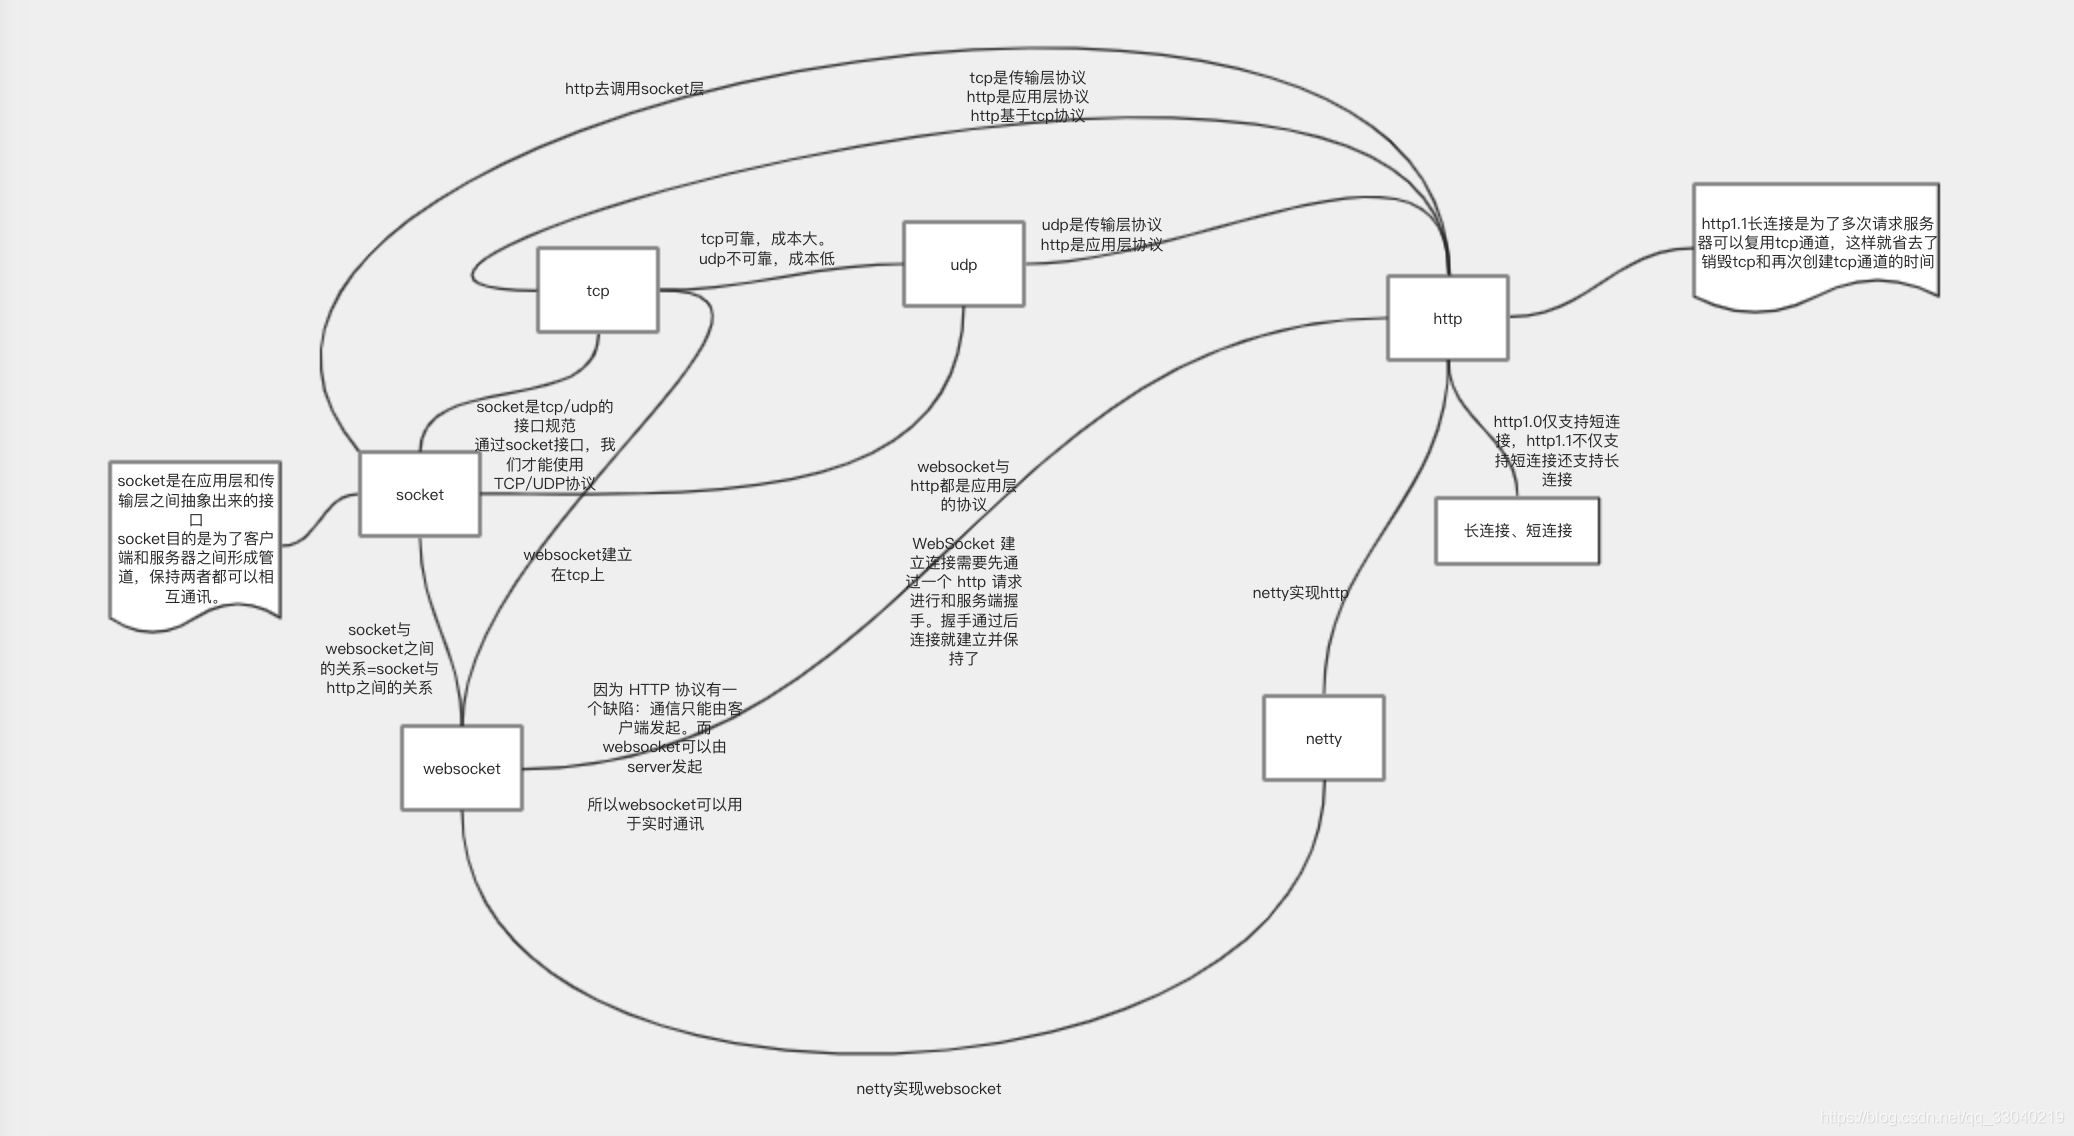 http去调用socket层
tcp是传输层协议
http是应用层协议
http基于tcp协议
tcp可靠，成本大。
udp不可靠，成本低
udp是传输层协议
http是应用层协议
tcp
udp
http
http1.1长连接是为了多次请求服务
器可以复用tcp通道，这样就省去了
销毁tcp和再次创建tcp通道的时间
socket是tcp/udp的
接口规范
通过socket接口，我
们才能使用
TCP/UDP协议
socket
socket是在应用层和传
输层之间抽象出来的接
口
socket目的是为了客户
端和服务器之间形成管
道，保持两者都可以相
互通讯。
websocket建立
在tcp上
websocket与
http都是应用层
的协议
WebSocket 建
立连接需要先通
过一个 http 请求
进行和服务端握
手。握手通过后
连接就建立并保
持了
http1.0仅支持短连
接，http1.1不仅支
持短连接还支持长
连接
长连接、短连接
netty实现http
socket与
websocket之间
的关系=socket与
http之间的关系
因为 HTTP 协议有一
个缺陷：通信只能由客
户端发起。而
websocket可以由
server发起
所以websocket可以用
于实时通讯
websocket
netty
netty实现websocket
https://blog.csdn.net/qq_33040219